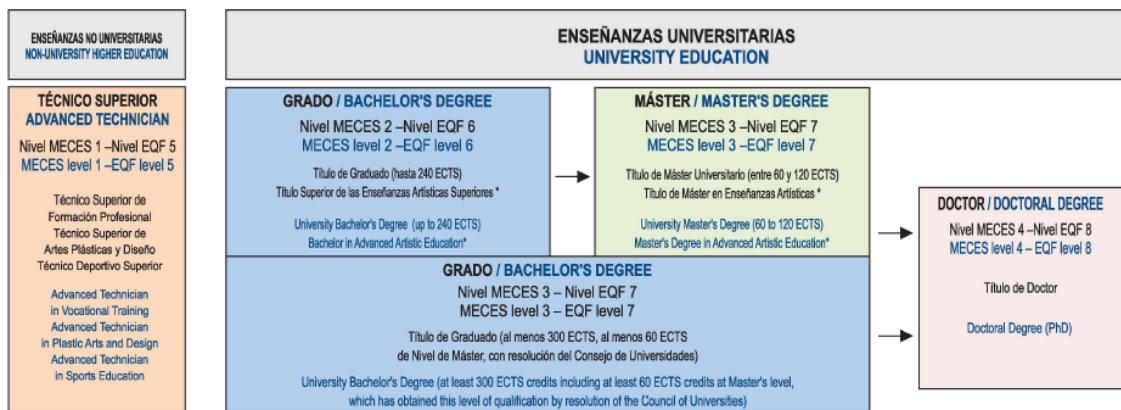 ENSEÑANZAS NO UNIVERSITARIAS
NON-UNIVERSITY HIGHER EDUCATION
TÉCNICO SUPERIOR
ADVANCED TECHNICIAN
Nivel MECES 1 –Nivel EQF 5
MECES level 1 –EQF level 5
Técnico Superior de
Formación Profesional
Técnico Superior de
Artes Plásticas y Diseño
Técnico Deportivo Superior
Advanced Technician
in Vocational Training
Advanced Technician
in Plastic Arts and Design
Advanced Technician
in Sports Education
ENSEÑANZAS UNIVERSITARIAS
UNIVERSITY EDUCATION
GRADO / BACHELOR'S DEGREE
Nivel MECES 2 –Nivel EQF 6
MECES level 2 –EQF level 6
Título de Graduado (hasta 240 ECTS)
Título Superior de las Enseñanzas Artísticas Superiores *
University Bachelor's Degree (up to 240 ECTS)
Bachelor in Advanced Artistic Education*
MÁSTER / MASTER'S DEGREE
Nivel MECES 3 –Nivel EQF 7
MECES level 3 –EQF level 7
Título de Máster Universitario (entre 60 y 120 ECTS)
Título de Máster en Enseñanzas Artísticas *
University Master's Degree (60 to 120 ECTS)
Master's Degree in Advanced Artistic Education*
GRADO / BACHELOR'S DEGREE
Nivel MECES 3 – Nivel EQF 7
MECES level 3 – EQF level 7
Título de Graduado (al menos 300 ECTS, al menos 60 ECTS
de Nivel de Máster, con resolución del Consejo de Universidades)
University Bachelor's Degree (at least 300 ECTS credits including at least 60 ECTS credits at Master's level,
which has obtained this level of qualification by resolution of the Council of Universities)
DOCTOR / DOCTORAL DEGREE
Nivel MECES 4 –Nivel EQF 8
MECES level 4 – EQF level 8
Título de Doctor
Doctoral Degree (PhD)